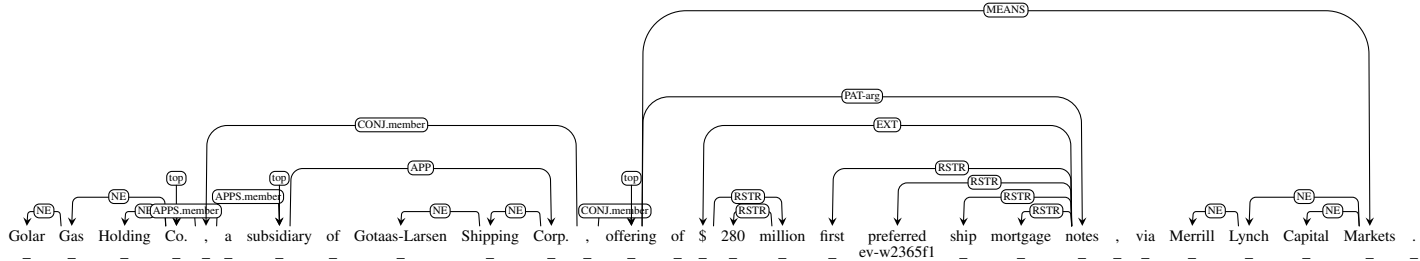 MEANS
PAT-arg
CONJ.member EXT
APP RSTR
top top top RSTR
NE APPS.member RSTR RSTR NE
NE NE APPS.member NE NE CONJ.member RSTR RSTR NE NE
Golar Gas Holding Co. , a subsidiary of Gotaas-Larsen Shipping Corp. , offering of $ 280 million first preferred ship mortgage notes , via Merrill Lynch Capital Markets .
_ _ _ _ _ _ _ _ _ _ _ _ _ _ _ _ _ _ ev-w2365f1 _ _ _ _ _ _ _ _ _ _